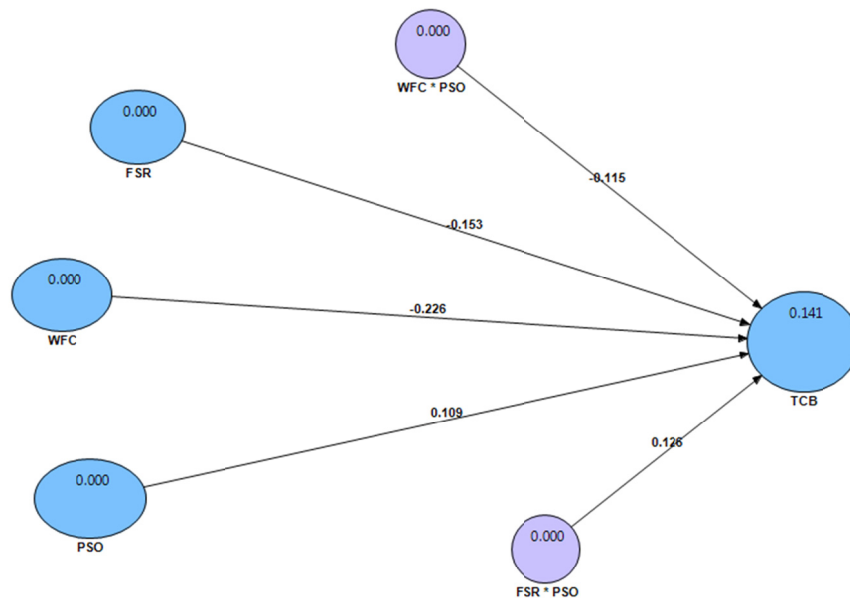 0.000
WFC * PSO
0.000
FSR
-0.115
-0.153
0.000
WFC
-0.226
0.141
TCB
0.109
0.126
0.000
PSO
0.000
FSR * PSO